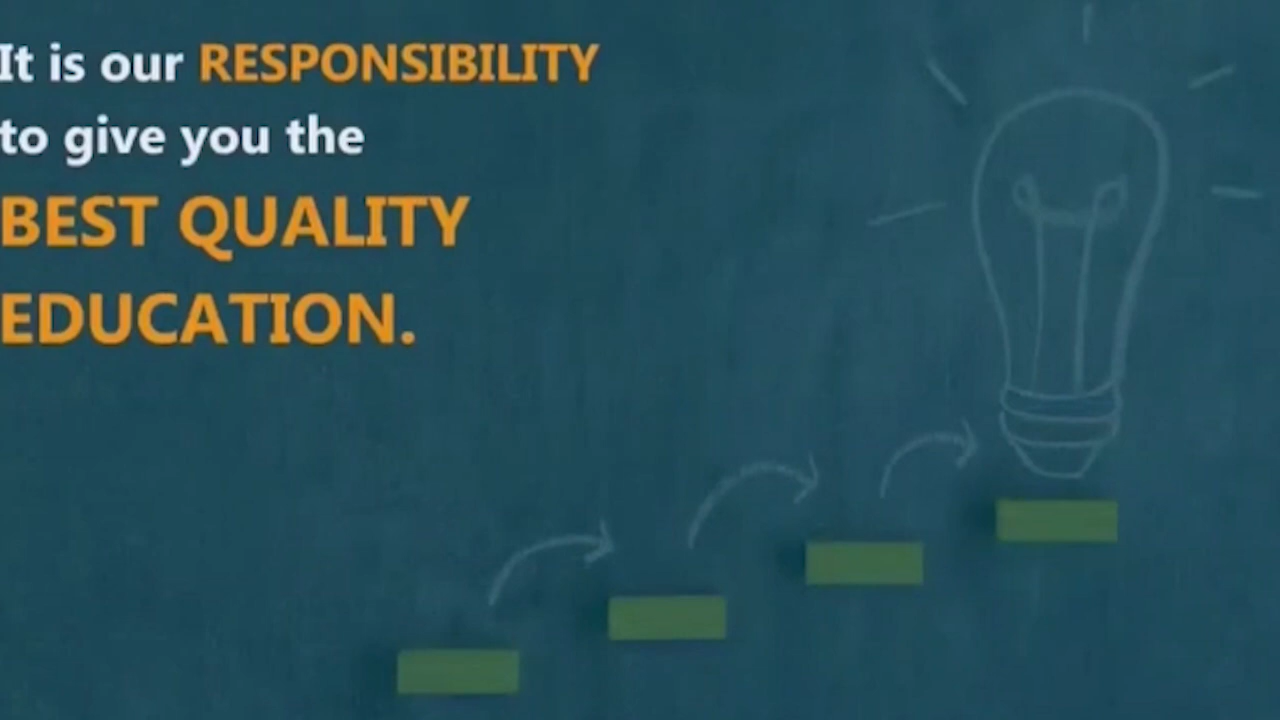 It is our RESPONSIBILITY
to give you the
BEST QUALITY
EDUCATION.